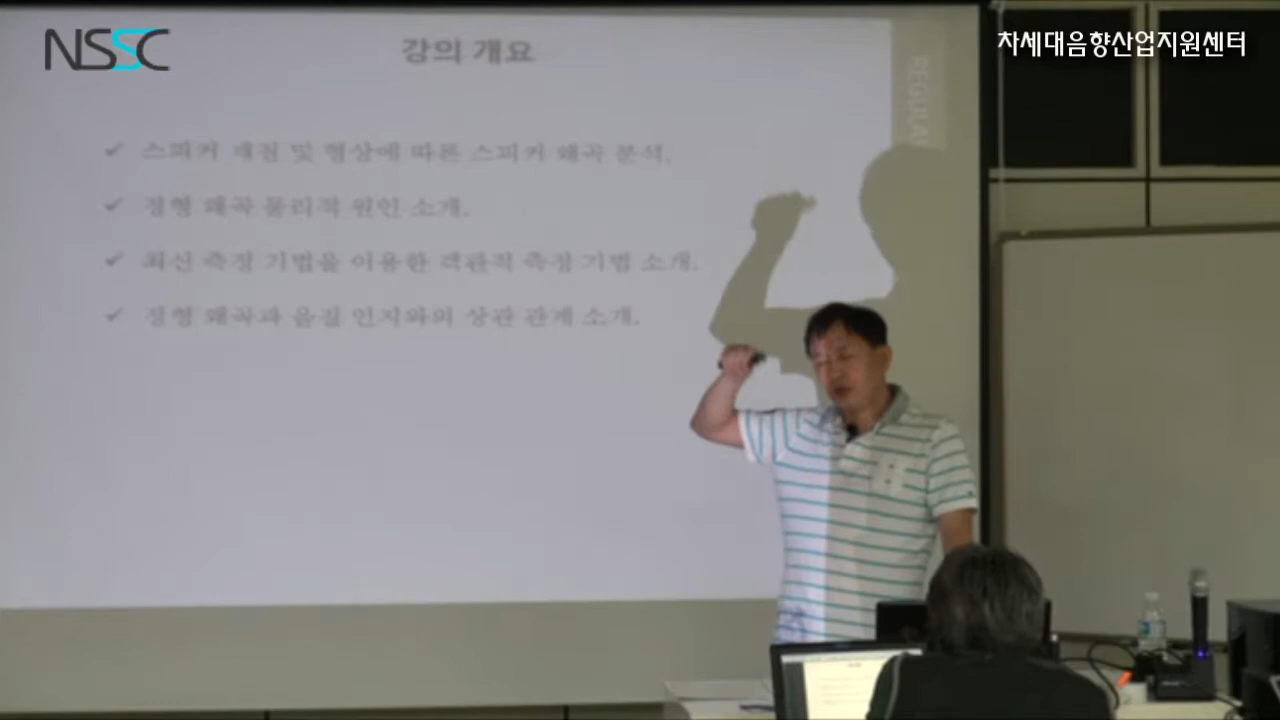 NSSC
차세대음향산업지원센터
강의 개요
REGULA
✓ 스피커 재질 및 형상에 따른 스피커 왜곡 분석.
✓ 정형 왜곡 물리적 원인 소개.
✓ 최신 측정 기법을 이용한 객관적 측정 기법 소개.
✓ 정형 왜곡과 음질 인지와의 상관 관계 소개.